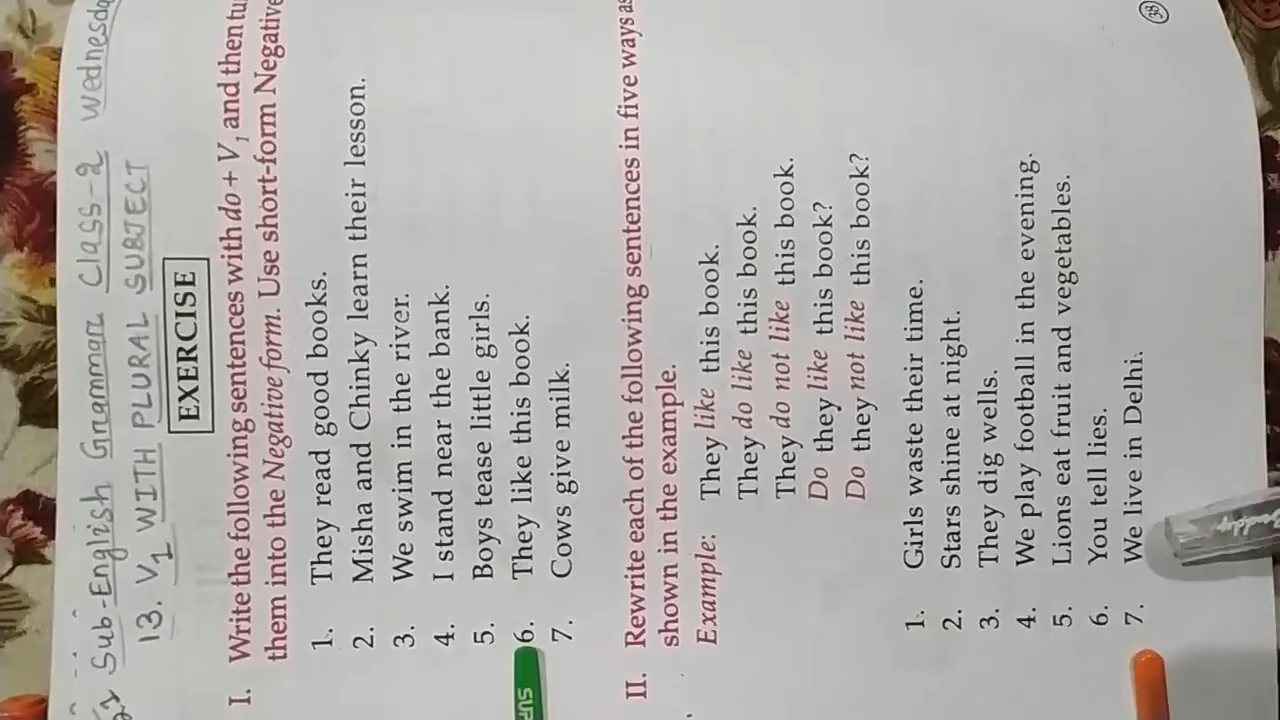 Sub-English Grammar Class-2 Wednesda
13. V1 WITH PLURAL SUBJECT
EXERCISE
I. Write the following sentences with do + V1 and then tu
them into the Negative form. Use short-form Negative
1. They read good books.
2. Misha and Chinky learn their lesson.
3. We swim in the river.
4. I stand near the bank.
5. Boys tease little girls.
6. They like this book.
7. Cows give milk.
II. Rewrite each of the following sentences in five ways as
shown in the example.
Example: They like this book.
They do like this book.
They do not like this book.
Do they like this book?
Do they not like this book?
1. Girls waste their time.
2. Stars shine at night.
3. They dig wells.
4. We play football in the evening.
5. Lions eat fruit and vegetables.
6. You tell lies.
7. We live in Delhi.
38